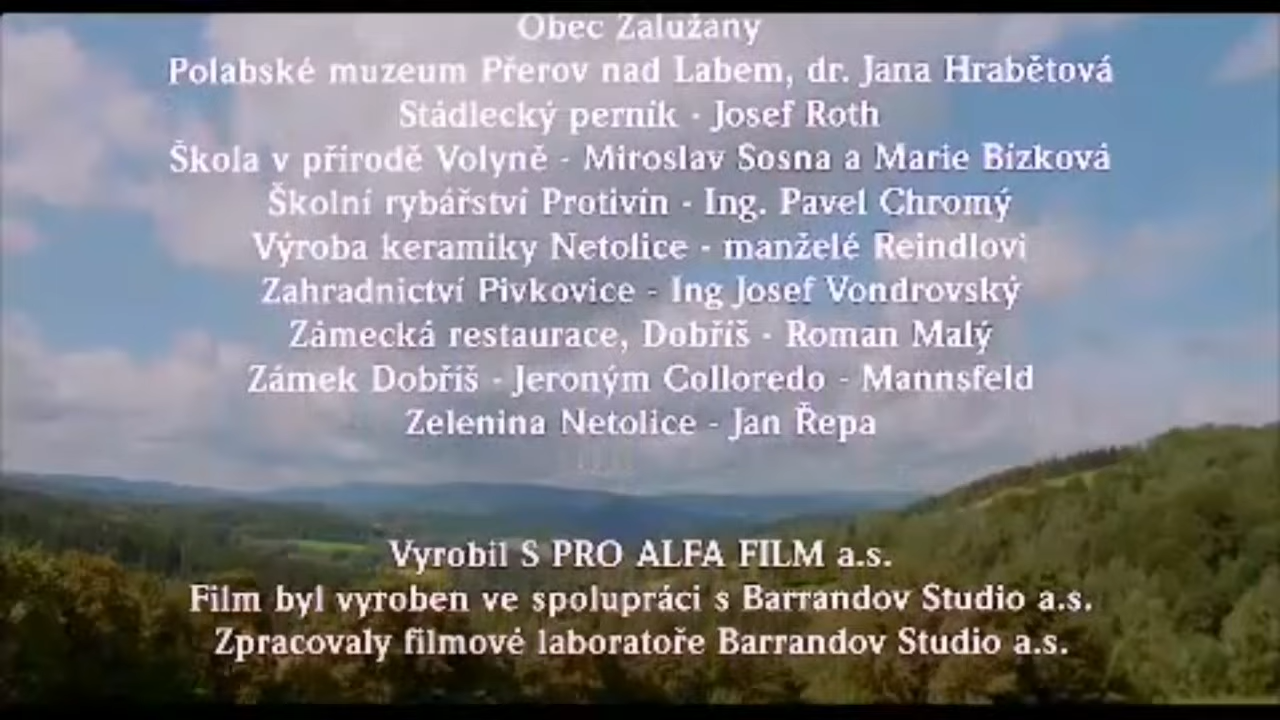 Obec Zalužany
Polabské muzeum Přerov nad Labem, dr. Jana Hrabětová
Stádlecký perník - Josef Roth
Škola v přírodě Volyně - Miroslav Sosna a Marie Bízková
Školní rybářství Protivín - Ing. Pavel Chromý
Výroba keramiky Netolice - manželé Reindlovi
Zahradnictví Pivkovice - Ing Josef Vondrovský
Zámecká restaurace, Dobříš - Roman Malý
Zámek Dobříš - Jeroným Colloredo - Mannsfeld
Zelenina Netolice - Jan Řepa
Vyrobil S PRO ALFA FILM a.s.
Film byl vyroben ve spolupráci s Barrandov Studio a.s.
Zpracovaly filmové laboratoře Barrandov Studio a.s.